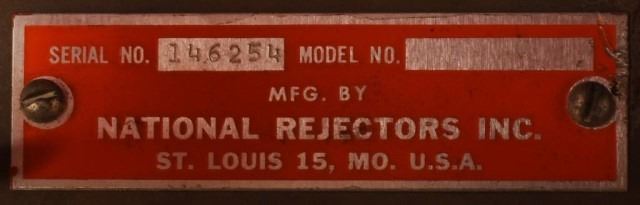 SERIAL NO. 146254 MODEL NO.
MFG. BY
NATIONAL REJECTORS INC.
ST. LOUIS 15, MO. U.S.A.